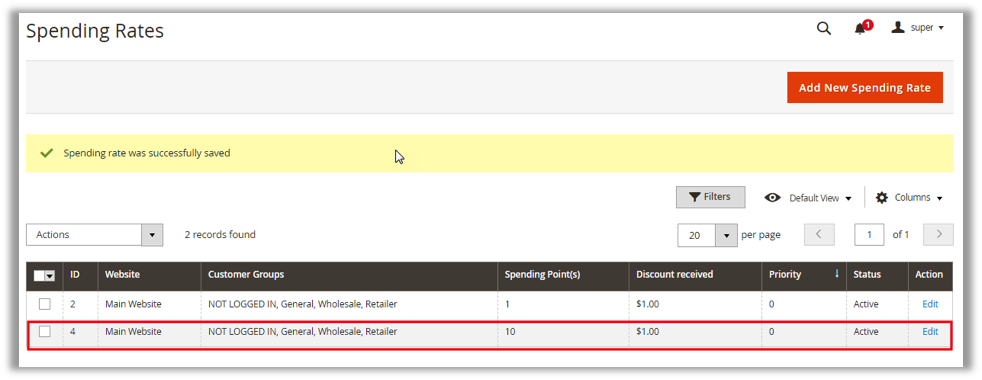 Spending Rates
1
super
Add New Spending Rate
Spending rate was successfully saved
Filters
Default View
Columns
Actions
2 records found
20
per page
1
of 1
ID Website Customer Groups Spending Point(s) Discount received Priority ↓ Status Action
2 Main Website NOT LOGGED IN, General, Wholesale, Retailer 1 $1.00 0 Active Edit
4 Main Website NOT LOGGED IN, General, Wholesale, Retailer 10 $1.00 0 Active Edit